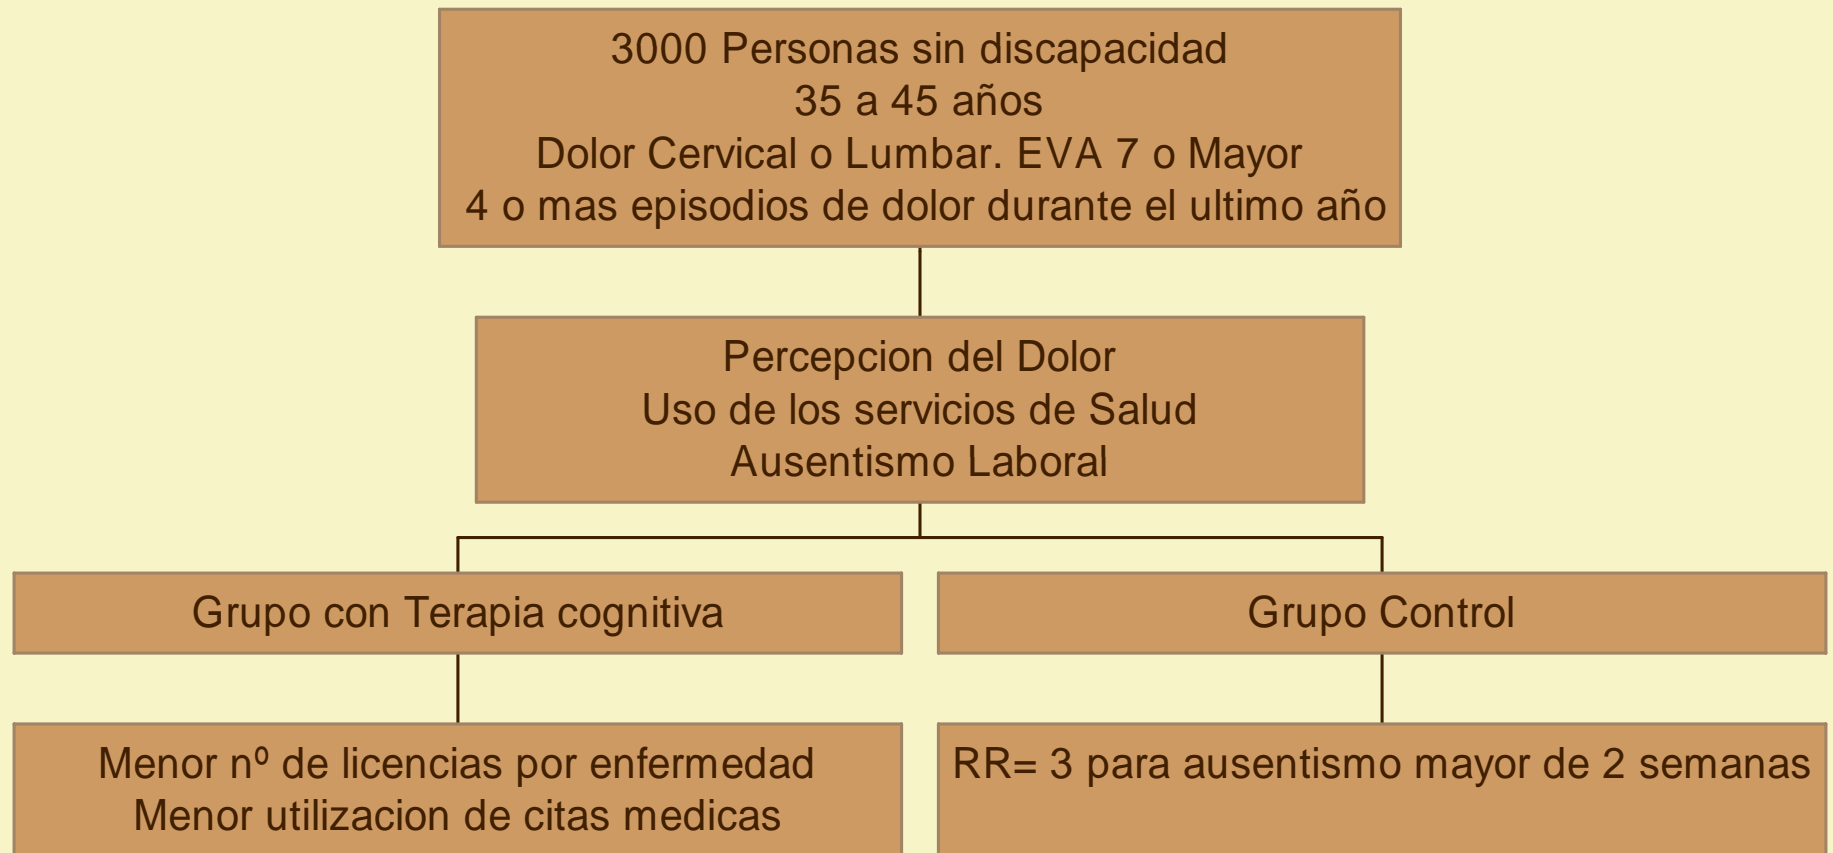 3000 Personas sin discapacidad
35 a 45 años
Dolor Cervical o Lumbar. EVA 7 o Mayor
4 o mas episodios de dolor durante el ultimo año
Percepcion del Dolor
Uso de los servicios de Salud
Ausentismo Laboral
Grupo con Terapia cognitiva
Grupo Control
Menor nº de licencias por enfermedad
Menor utilizacion de citas medicas
RR= 3 para ausentismo mayor de 2 semanas